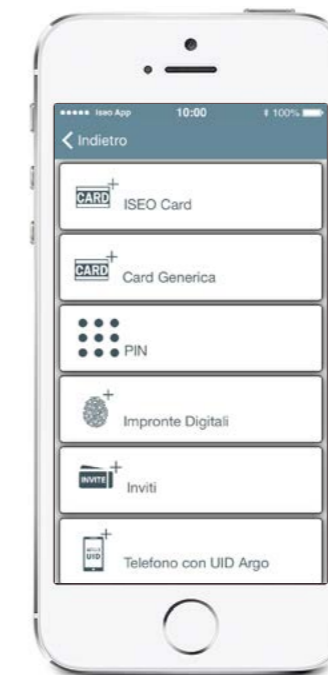 Iseo App 10:00 100%
Indietro
CARD ISEO Card
CARD Card Generica
PIN
Impronte Digitali
INVITE Inviti
UID Telefono con UID Argo